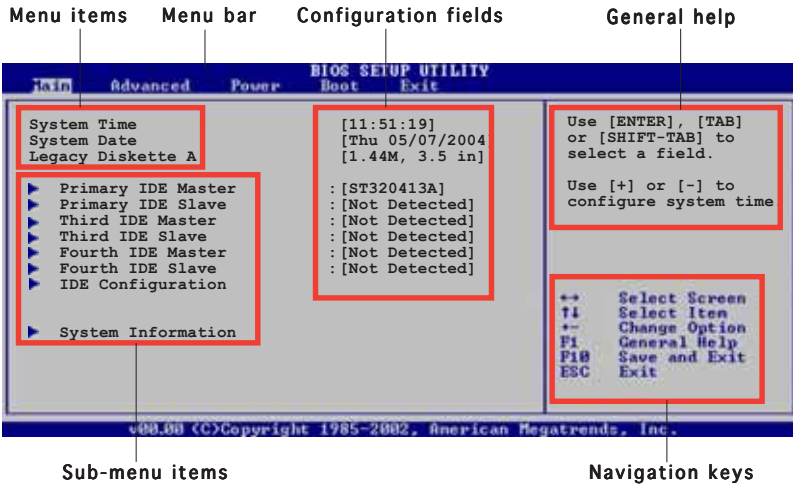 Menu items Menu bar Configuration fields General help
BIOS SETUP UTILITY
Main Advanced Power Boot Exit
System Time [11:51:19]
System Date [Thu 05/07/2004]
Legacy Diskette A [1.44M, 3.5 in]
Primary IDE Master :[ST320413A]
Primary IDE Slave :[Not Detected]
Third IDE Master :[Not Detected]
Third IDE Slave :[Not Detected]
Fourth IDE Master :[Not Detected]
Fourth IDE Slave :[Not Detected]
IDE Configuration
System Information
Use [ENTER], [TAB]
or [SHIFT-TAB] to
select a field.
Use [+] or [-] to
configure system time
↔ Select Screen
↑↓ Select Item
+- Change Option
F1 General Help
F10 Save and Exit
ESC Exit
v00.00 (C)Copyright 1985-2002, American Megatrends, Inc.
Sub-menu items Navigation keys